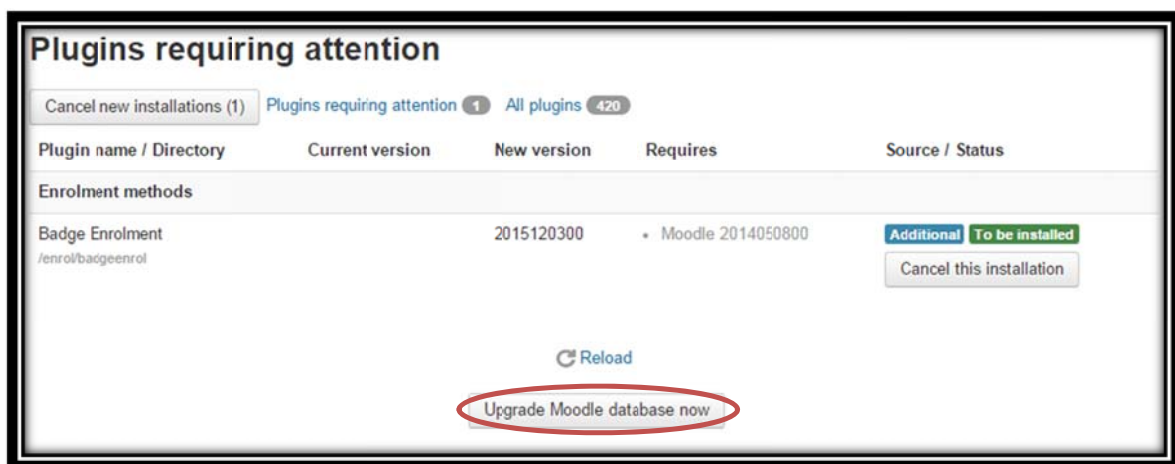 Plugins requiring attention
Cancel new installations (1) Plugins requiring attention 1 All plugins 420
Plugin name / Directory Current version New version Requires Source / Status
Enrolment methods
Badge Enrolment 2015120300 • Moodle 2014050800 Additional To be installed
/enrol/badgeenrol Cancel this installation
Reload
Upgrade Moodle database now